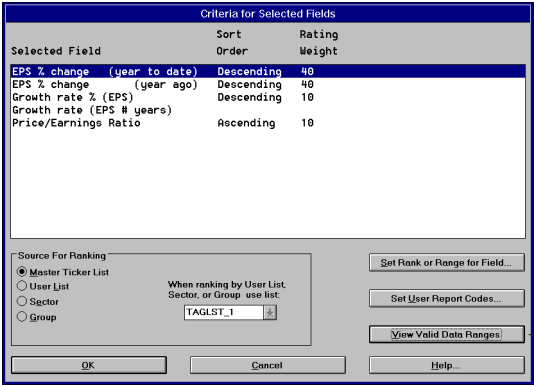 Criteria for Selected Fields
Sort Rating
Selected Field Order Weight
EPS % change (year to date) Descending 40
EPS % change (year ago) Descending 40
Growth rate % (EPS) Descending 10
Growth rate (EPS # years)
Price/Earnings Ratio Ascending 10
Source For Ranking
Master Ticker List
User List
Sector
Group
When ranking by User List,
Sector, or Group use list:
TAGLST_1
Set Rank or Range for Field...
Set User Report Codes...
View Valid Data Ranges
OK
Cancel
Help...